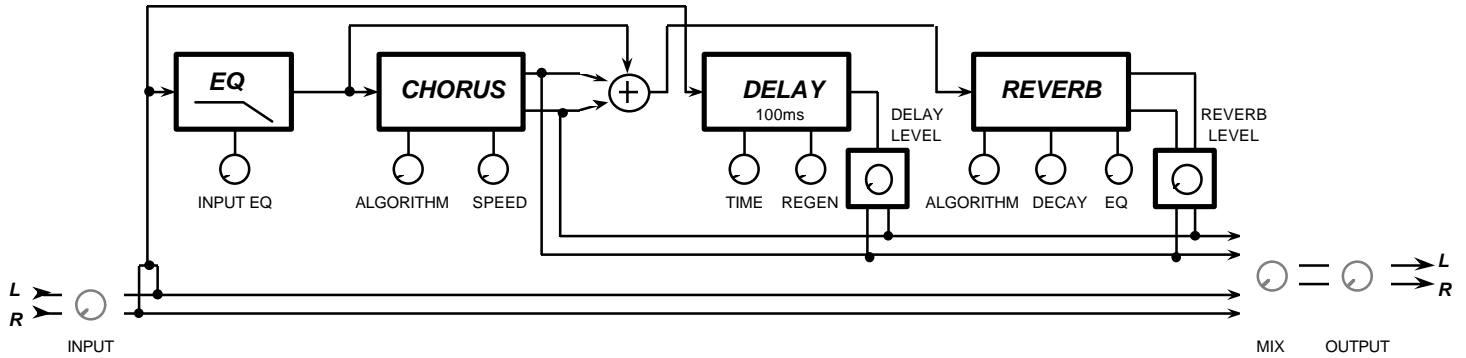 EQ
CHORUS
DELAY
100ms
REVERB
DELAY
LEVEL
REVERB
LEVEL
INPUT EQ
ALGORITHM
SPEED
TIME
REGEN
ALGORITHM
DECAY
EQ
L
R
INPUT
L
R
MIX
OUTPUT